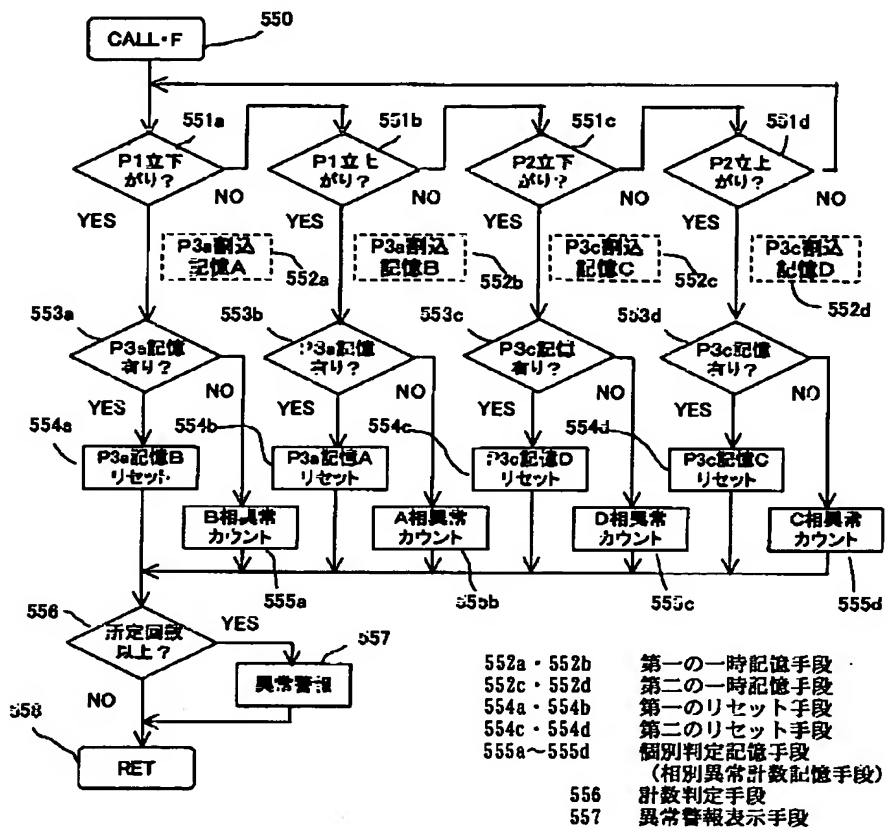 CALL・F
550
551a
551b
551c
551d
P1立下
がり？
P1立上
がり？
P2立下
がり？
P2立上
がり？
NO
NO
NO
NO
YES
YES
YES
YES
P3a割込
記憶A
P3a割込
記憶B
P3c割込
記憶C
P3c割込
記憶D
552a
552b
552c
552d
553a
553b
553c
553d
P3a記憶
有り？
P3a記憶
有り？
P3c記憶
有り？
P3c記憶
有り？
NO
NO
NO
NO
YES
YES
YES
YES
554a
554b
554c
554d
P3a記憶B
リセット
P3a記憶A
リセット
P3c記憶D
リセット
P3c記憶C
リセット
B相異常
カウント
A相異常
カウント
D相異常
カウント
C相異常
カウント
555a
555b
555c
555d
556
所定回数
以上？
YES
557
異常警報
NO
558
RET
552a・552b 第一の一時記憶手段
552c・552d 第二の一時記憶手段
554a・554b 第一のリセット手段
554c・554d 第二のリセット手段
555a～555d 個別判定記憶手段
（相別異常計数記憶手段）
556 計数判定手段
557 異常警報表示手段